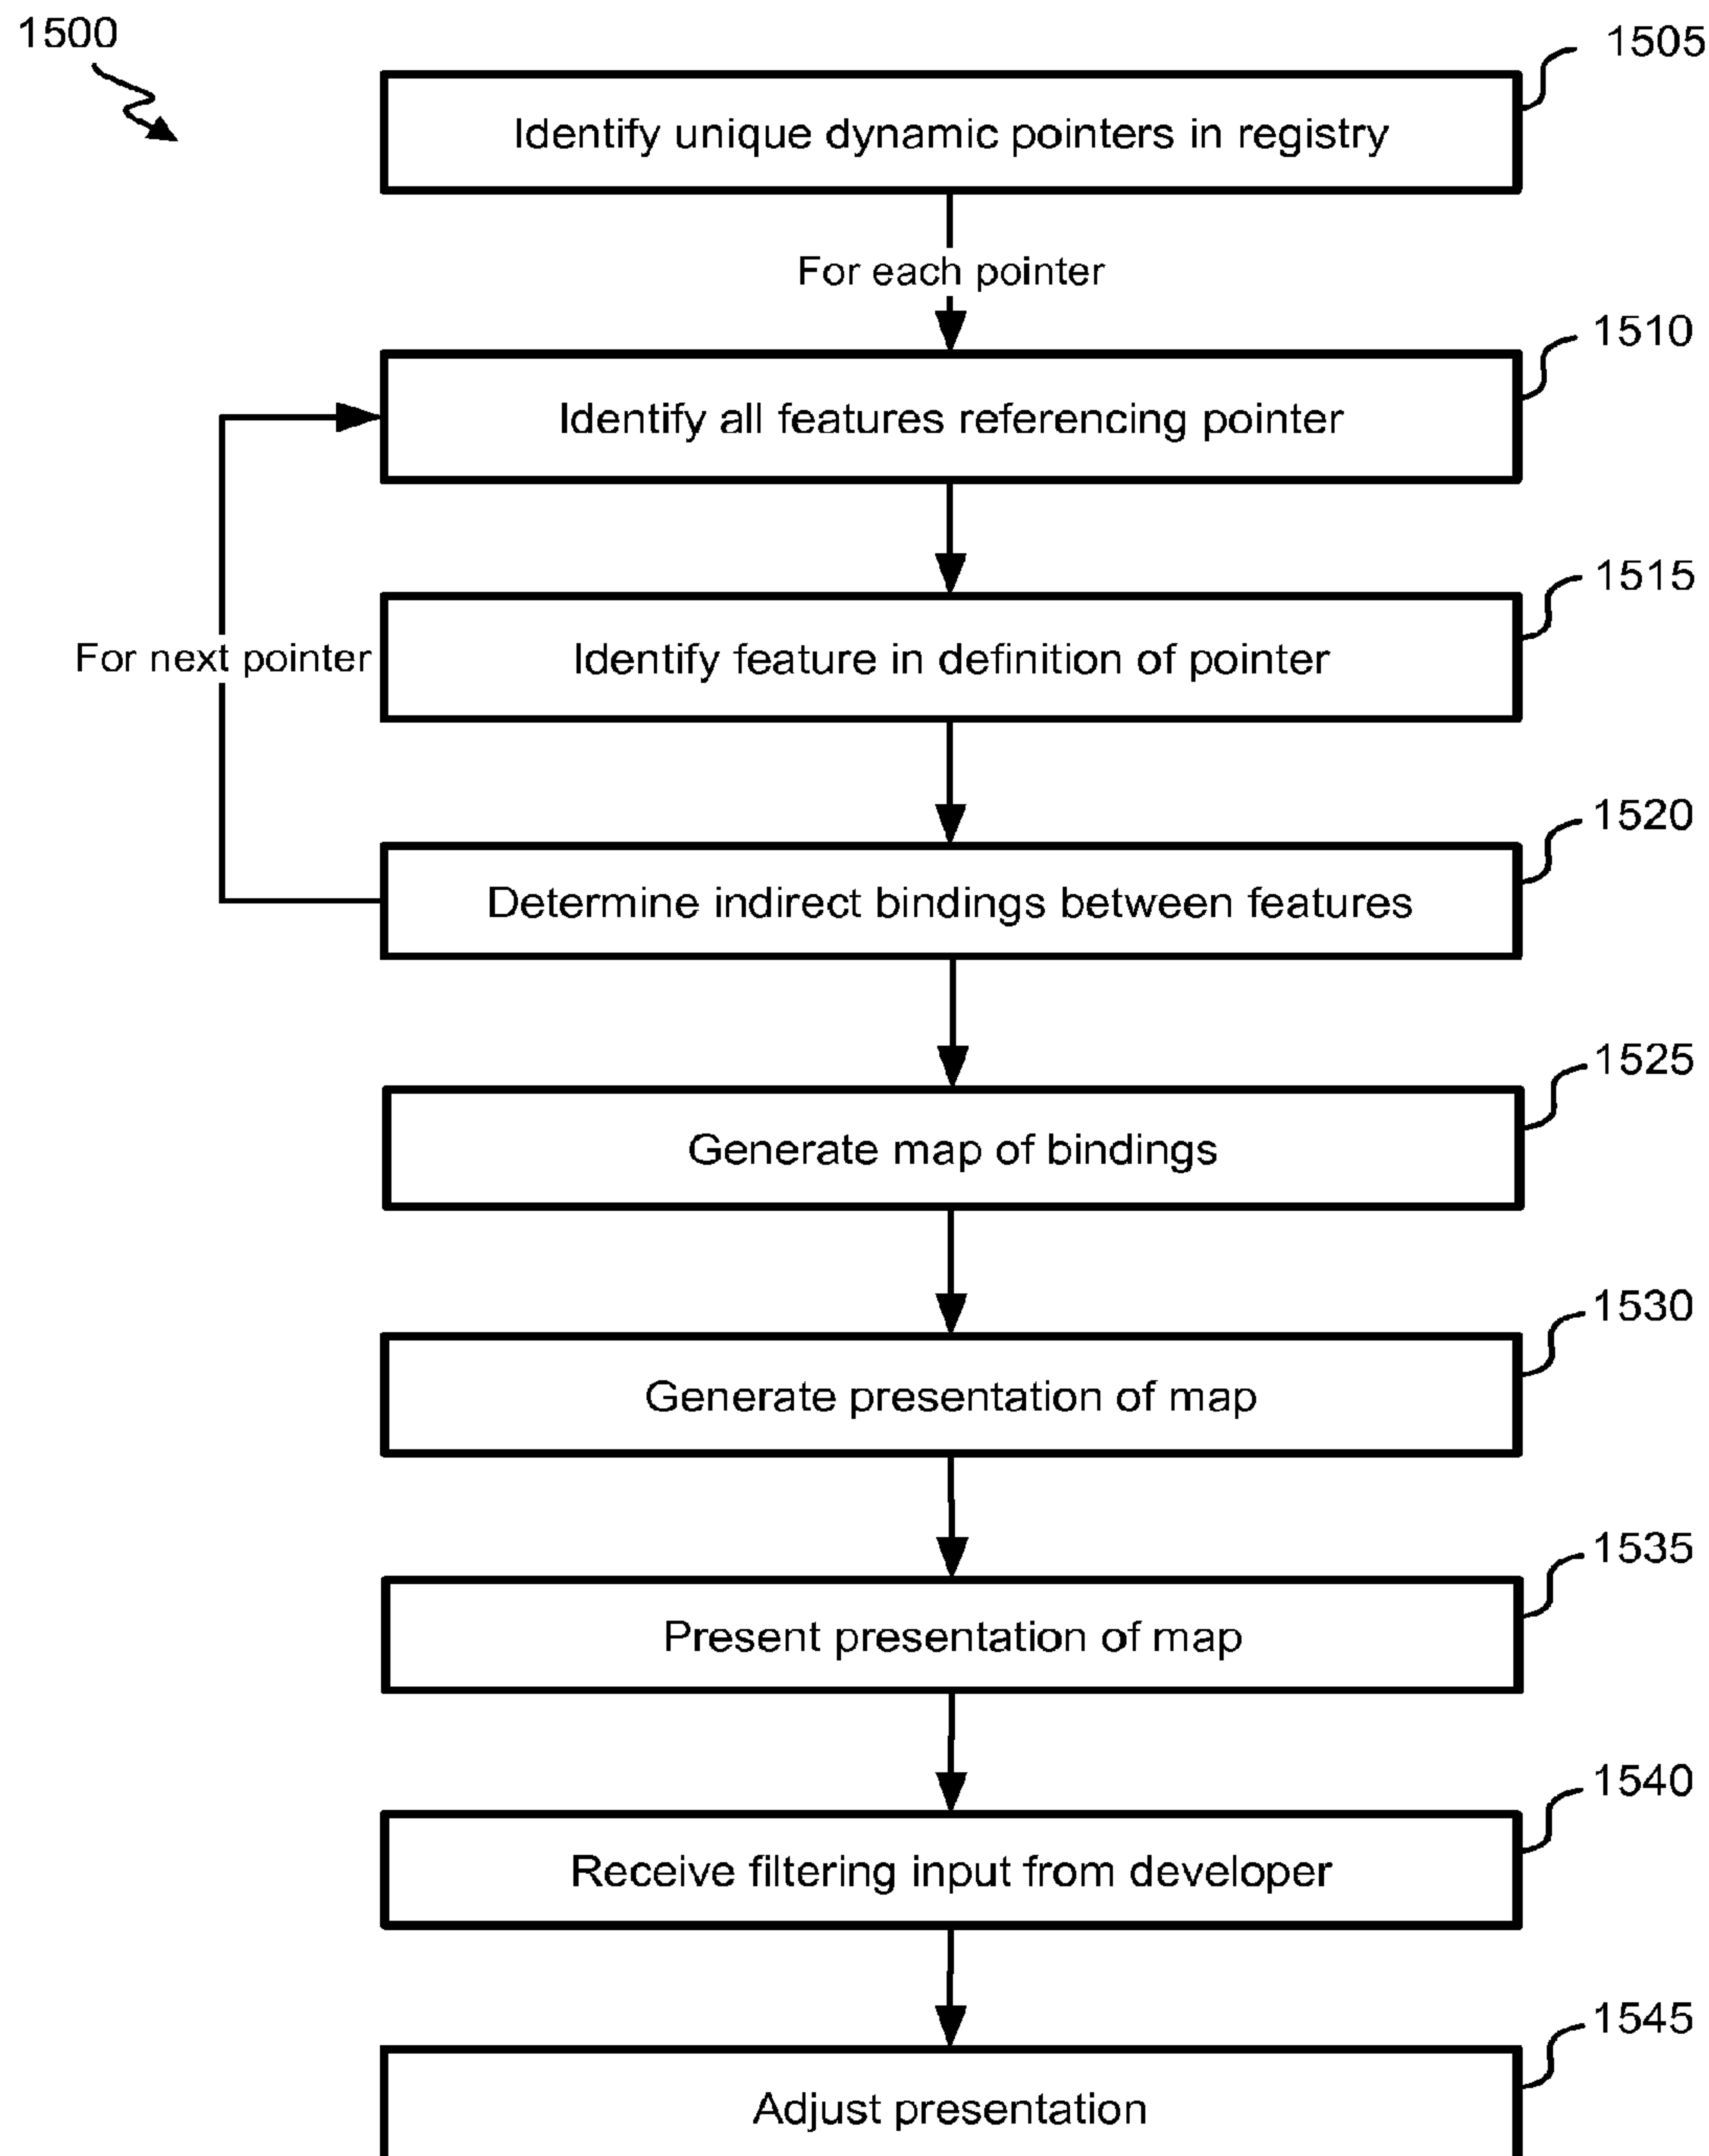 1500
1505
Identify unique dynamic pointers in registry
For each pointer
1510
Identify all features referencing pointer
1515
Identify feature in definition of pointer
For next pointer
1520
Determine indirect bindings between features
1525
Generate map of bindings
1530
Generate presentation of map
1535
Present presentation of map
1540
Receive filtering input from developer
1545
Adjust presentation